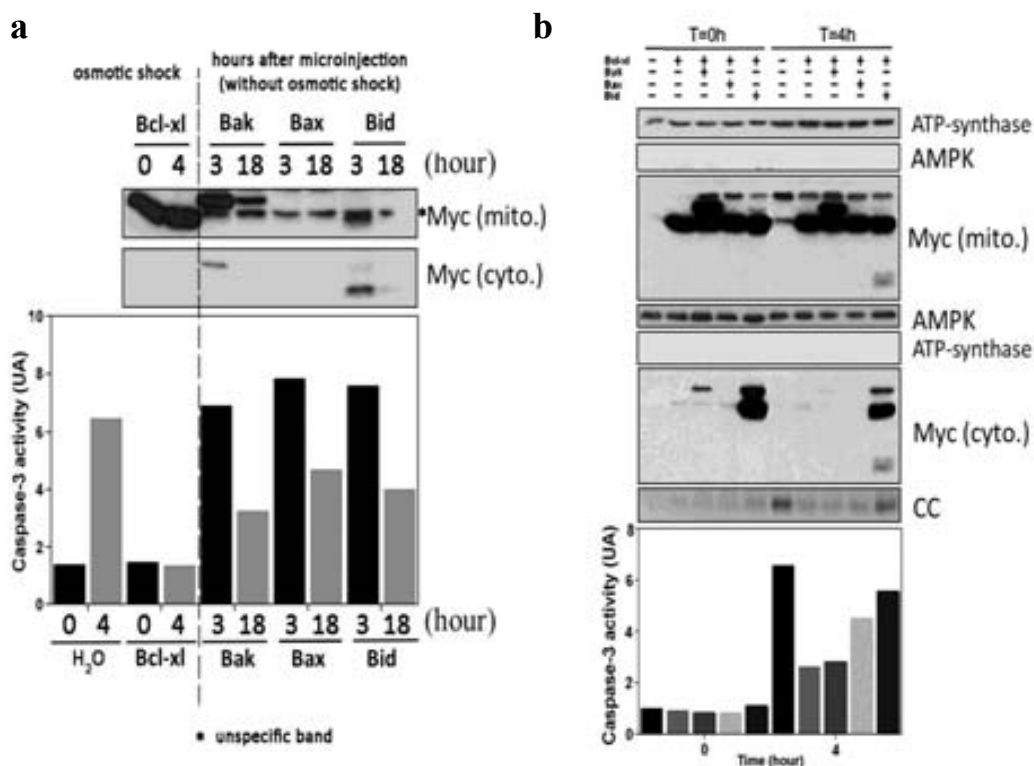 a
osmotic shock
hours after microinjection
(without osmotic shock)
Bcl-xl Bak Bax Bid
0 4 3 18 3 18 3 18 (hour)
Myc (mito.)
Myc (cyto.)
Caspase-3 activity (UA)
10
8
6
4
2
0
0 4 0 4 3 18 3 18 3 18 (hour)
H₂O Bcl-xl Bak Bax Bid
▪ unspecific band
b
T=0h T=4h
Bcl-xl - + + + + - + + + +
- - + - - - - + - -
Bax - - - + - - - - + -
Bid - - - - + - - - - +
ATP-synthase
AMPK
Myc (mito.)
AMPK
ATP-synthase
Myc (cyto.)
CC
Caspase-3 activity (UA)
8
6
4
2
0
0 4
Time (hour)